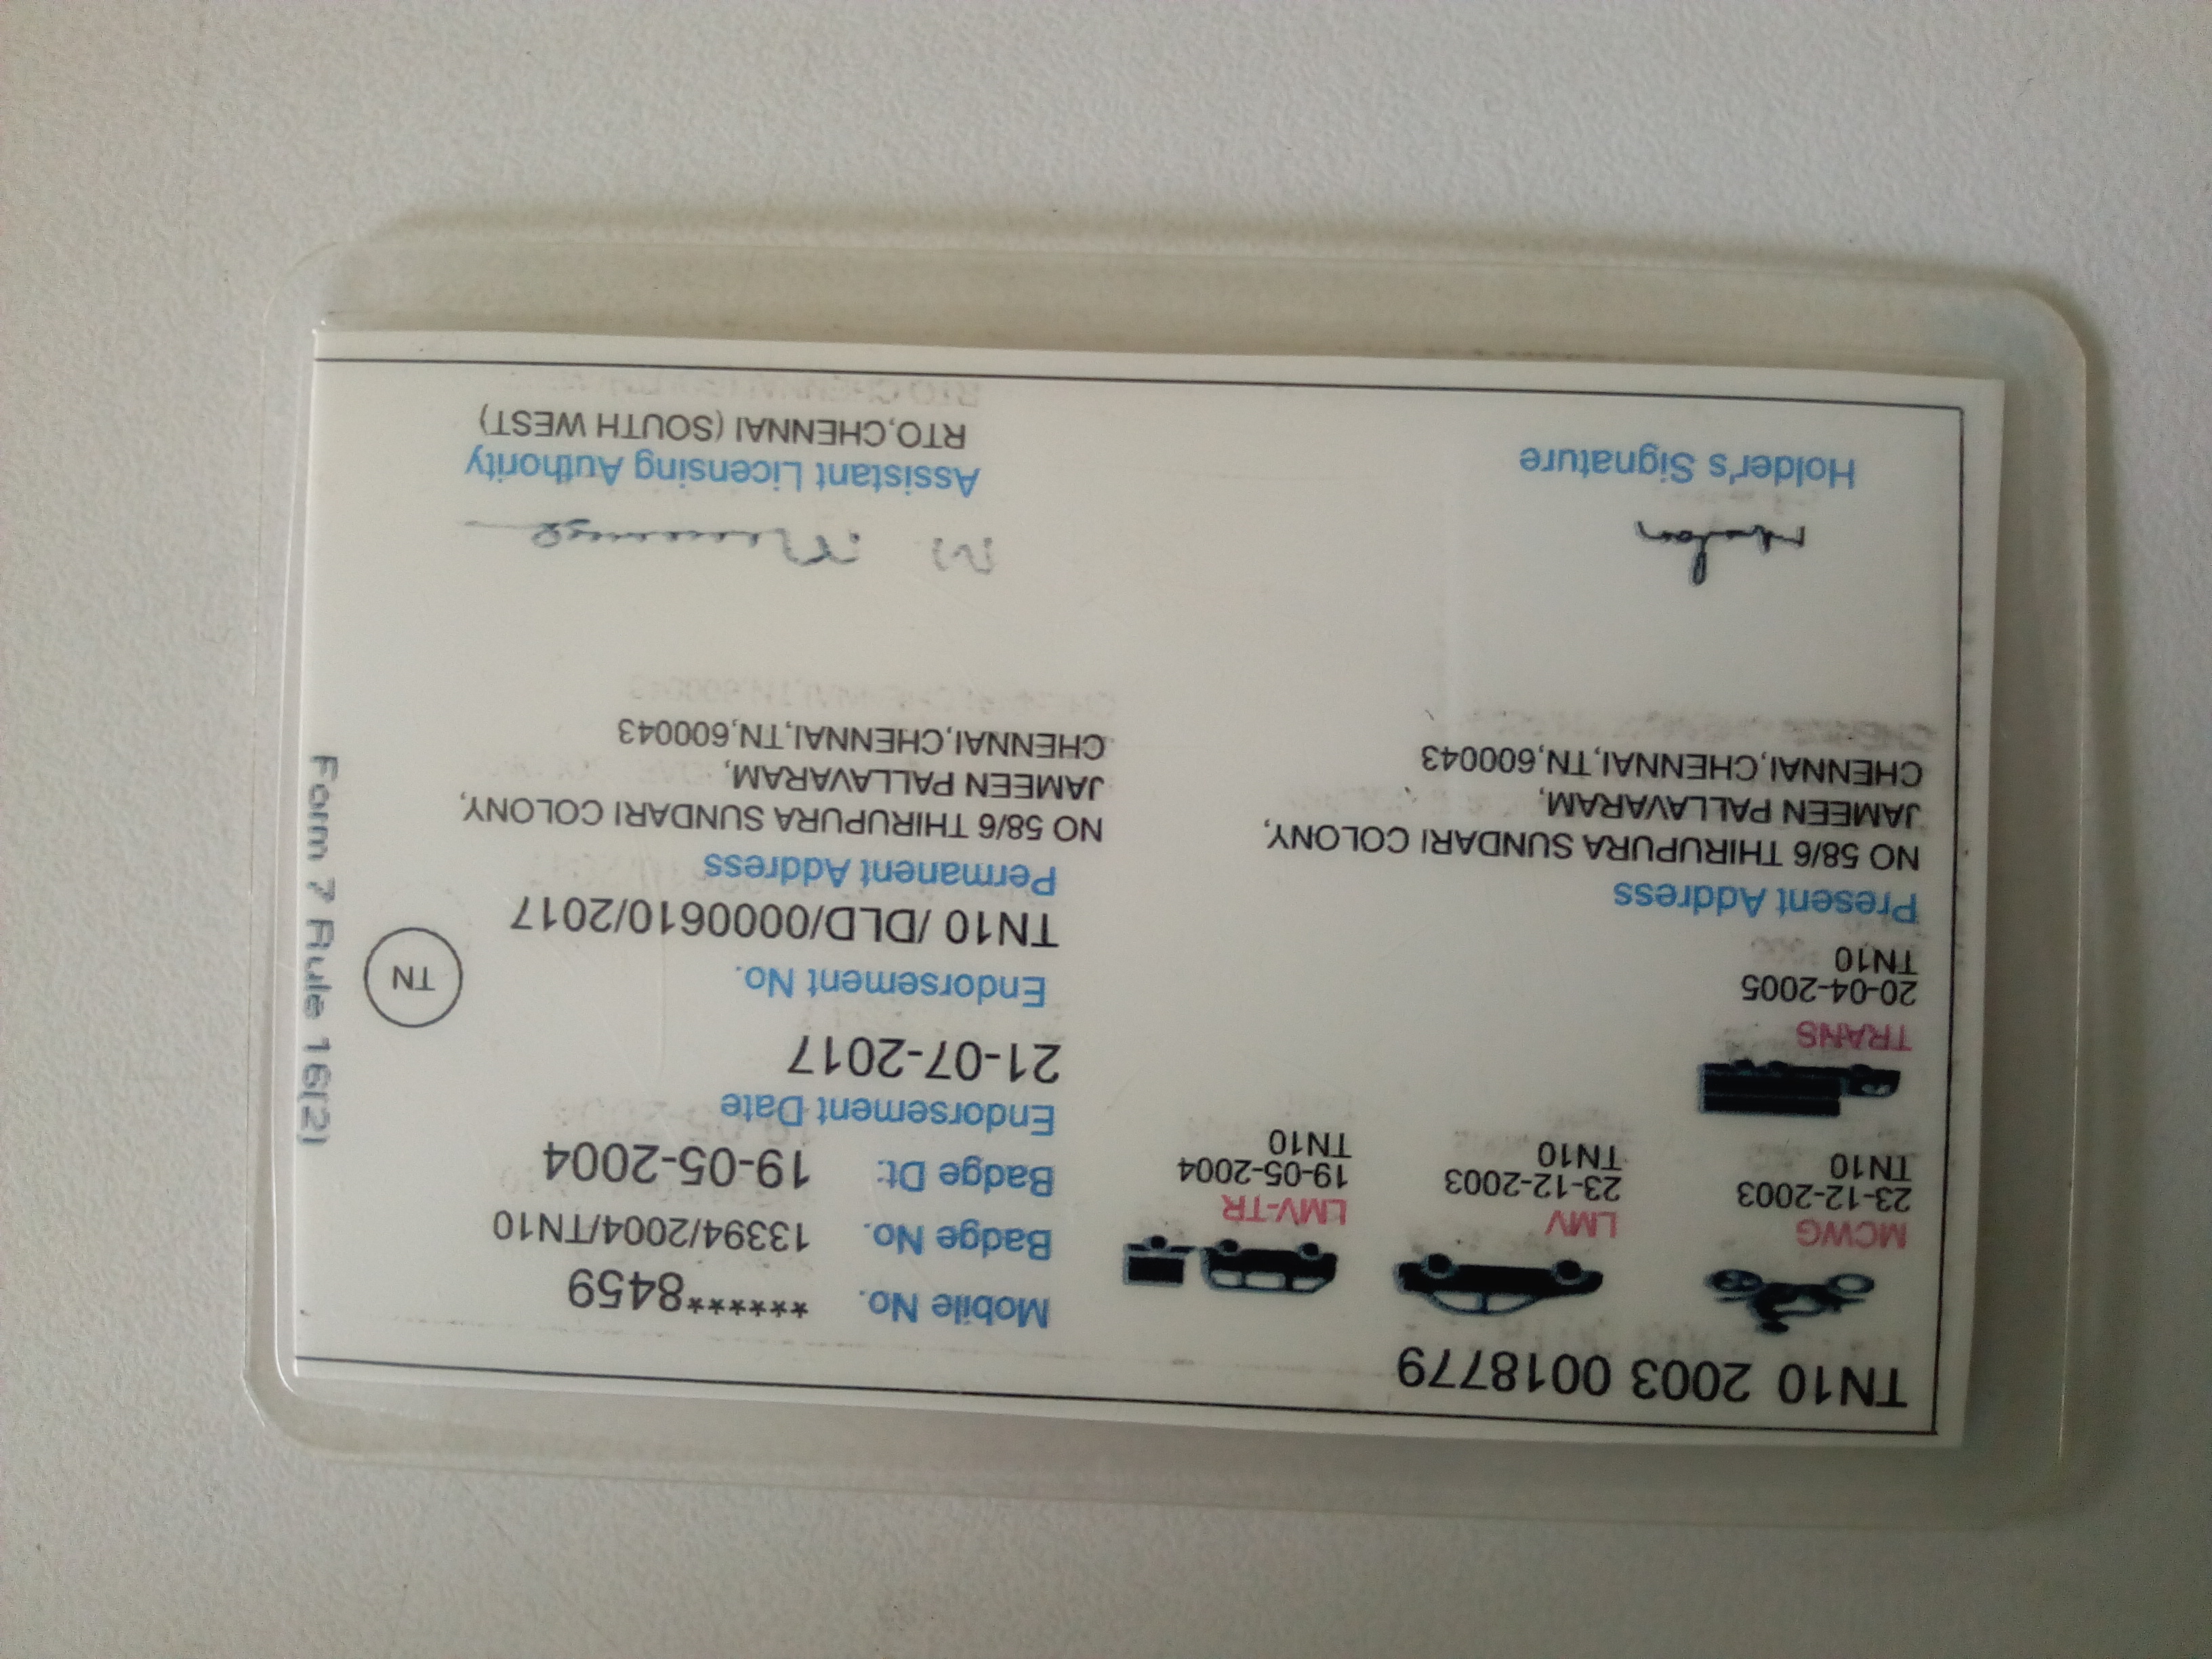 TN10 2003 0018779
MCWG
23-12-2003
TN10
LMV
23-12-2003
TN10
LMV-TR
19-05-2004
TN10
TRANS
20-04-2005
TN10
Present Address
NO 58/6 THIRUPURA SUNDARI COLONY,
JAMEEN PALLAVARAM,
CHENNAI,CHENNAI,TN,600043
Holder's Signature
Mobile No. ******8459
Badge No. 13394/2004/TN10
Badge Dt: 19-05-2004
Endorsement Date
21-07-2017
Endorsement No.
TN10 /DLD/0000610/2017
Permanent Address
NO 58/6 THIRUPURA SUNDARI COLONY,
JAMEEN PALLAVARAM,
CHENNAI,CHENNAI,TN,600043
Assistant Licensing Authority
RTO,CHENNAI (SOUTH WEST)
TN
Form 7 Rule 16(2)